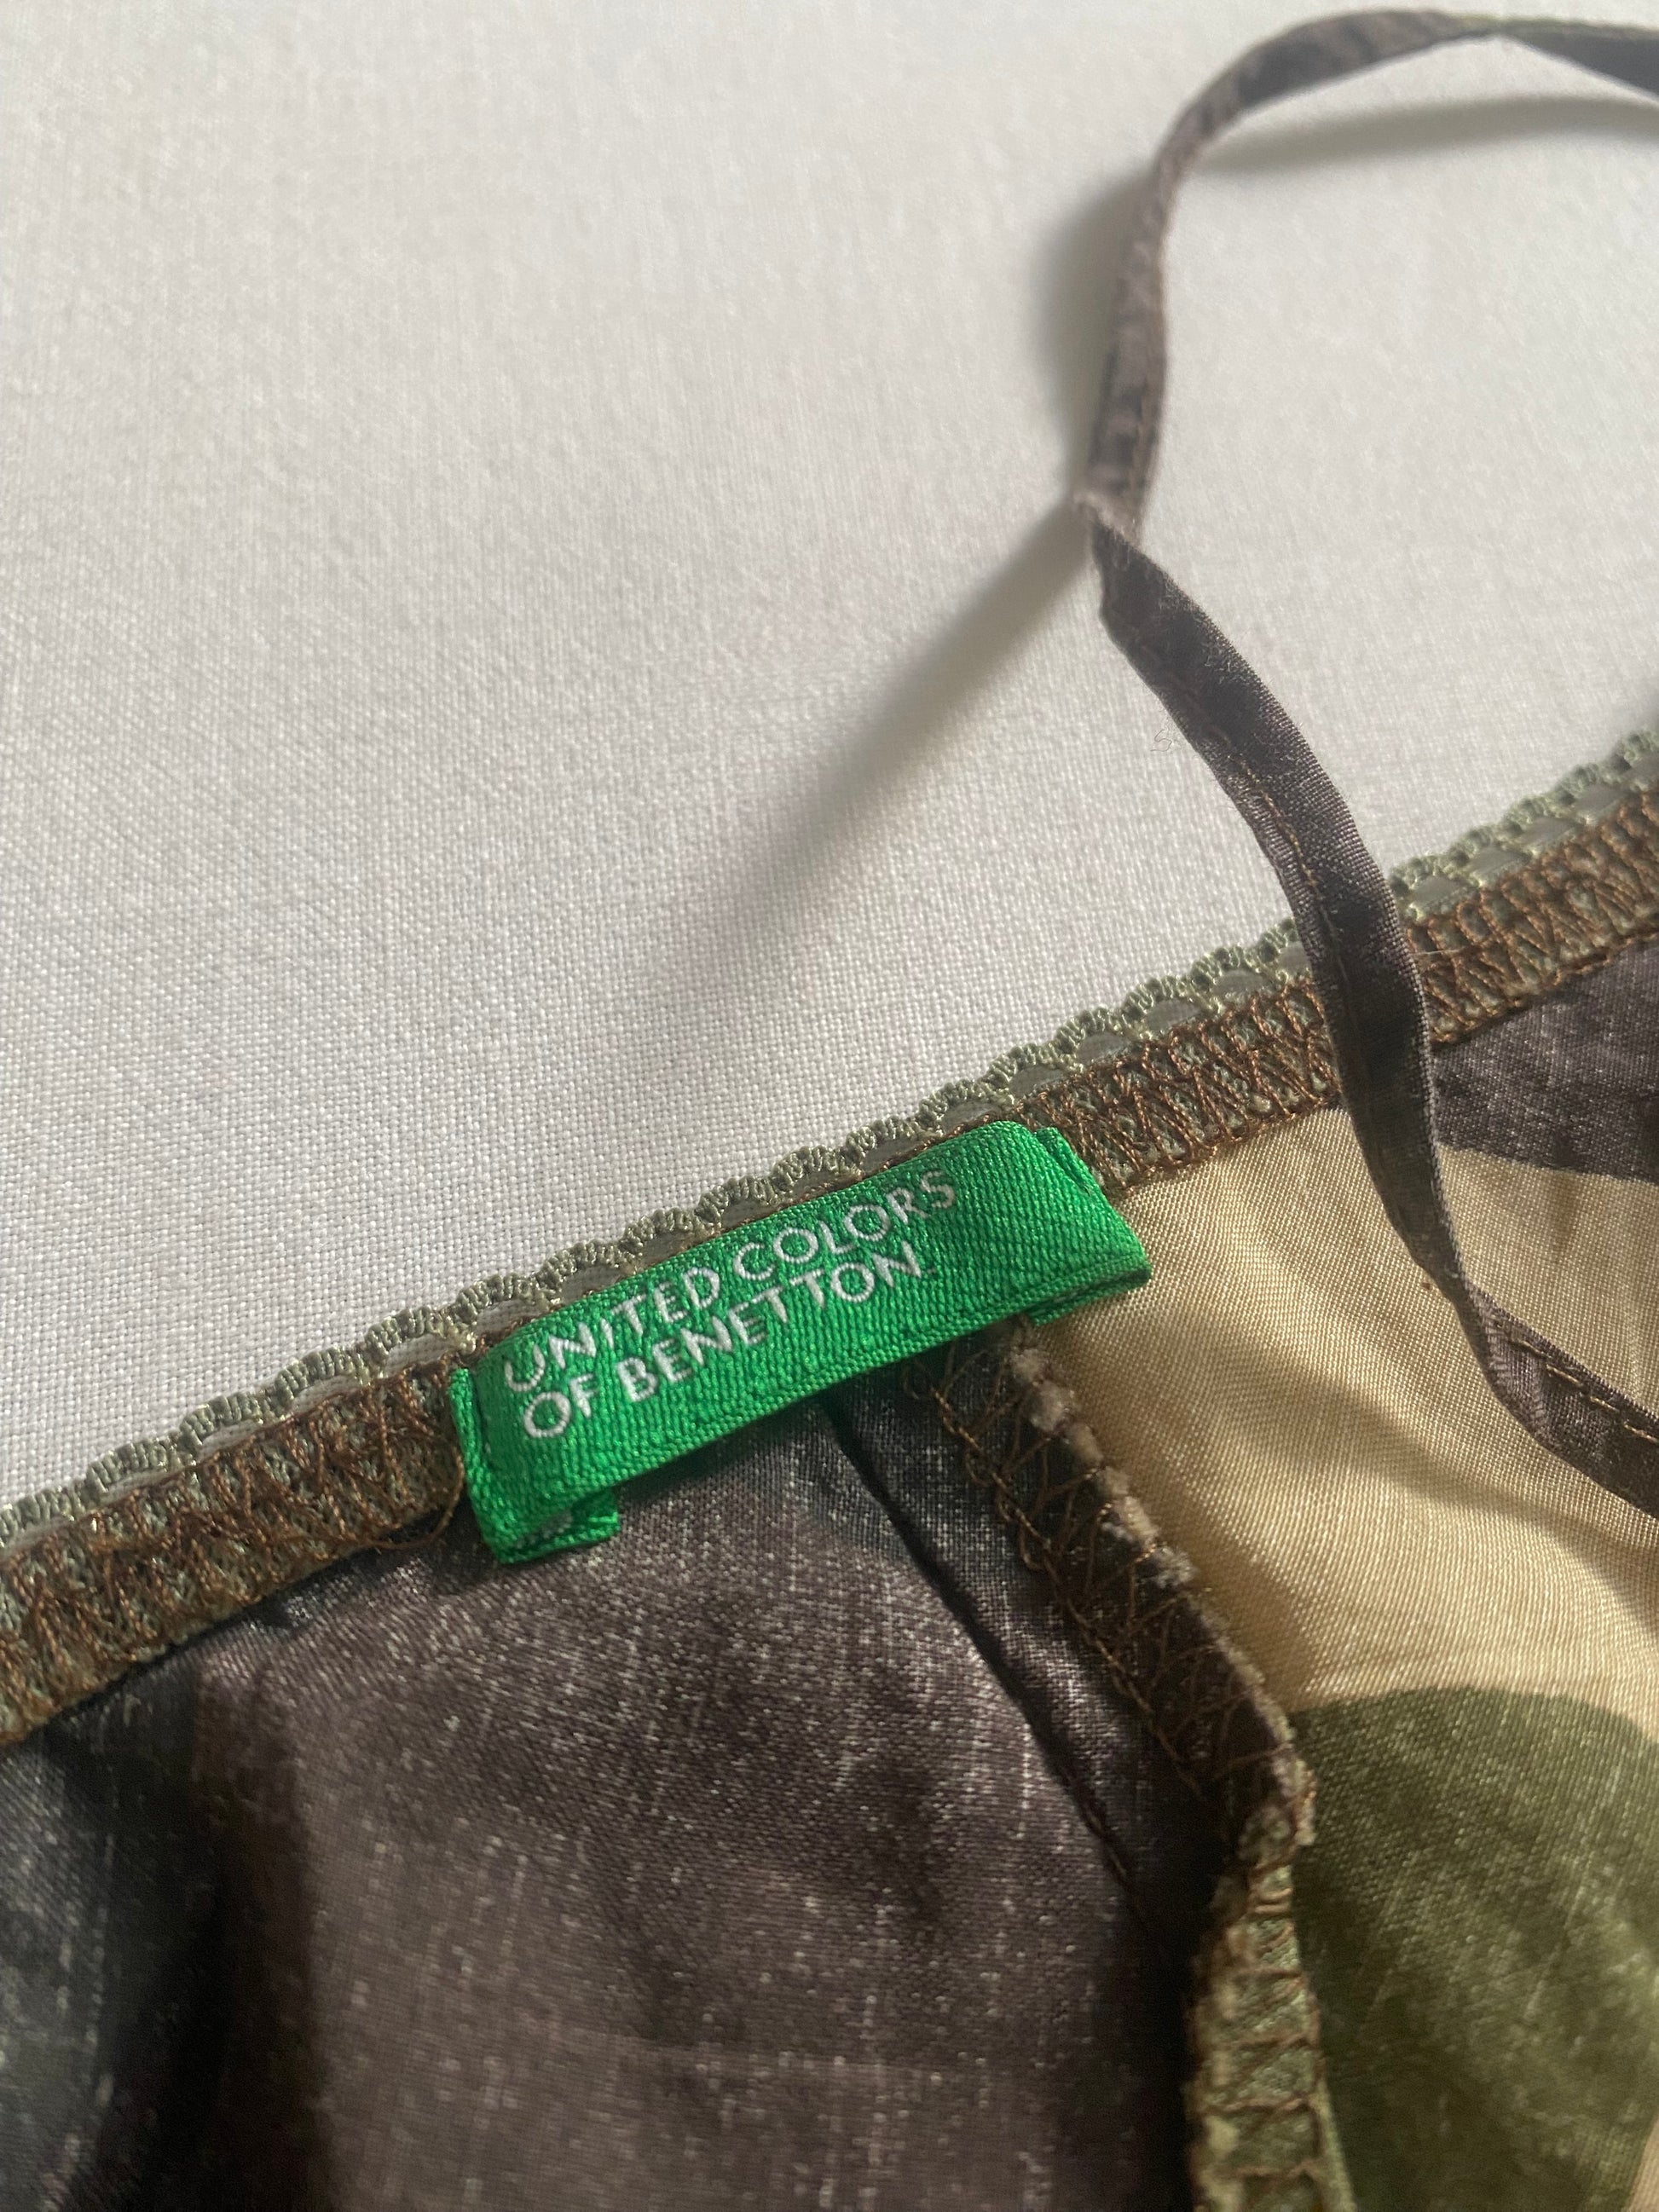 UNITED COLORS
OF BENETTON.